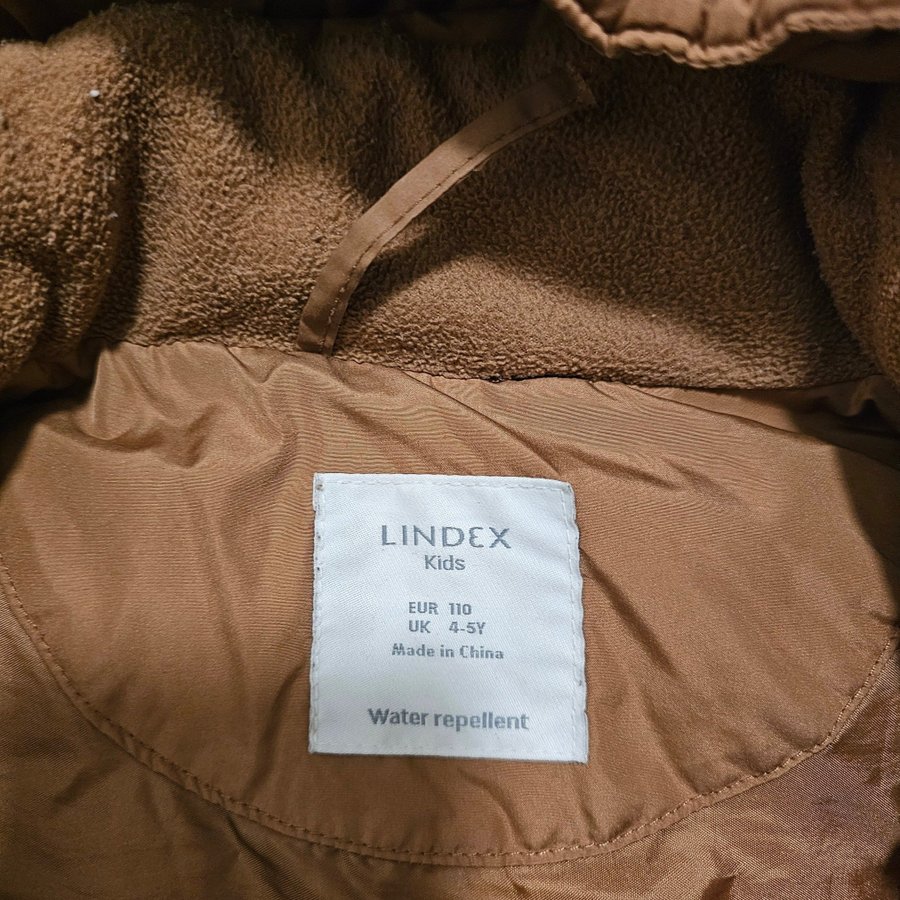 LINDEX
Kids
EUR 110
UK 4-5Y
Made in China
Water repellent